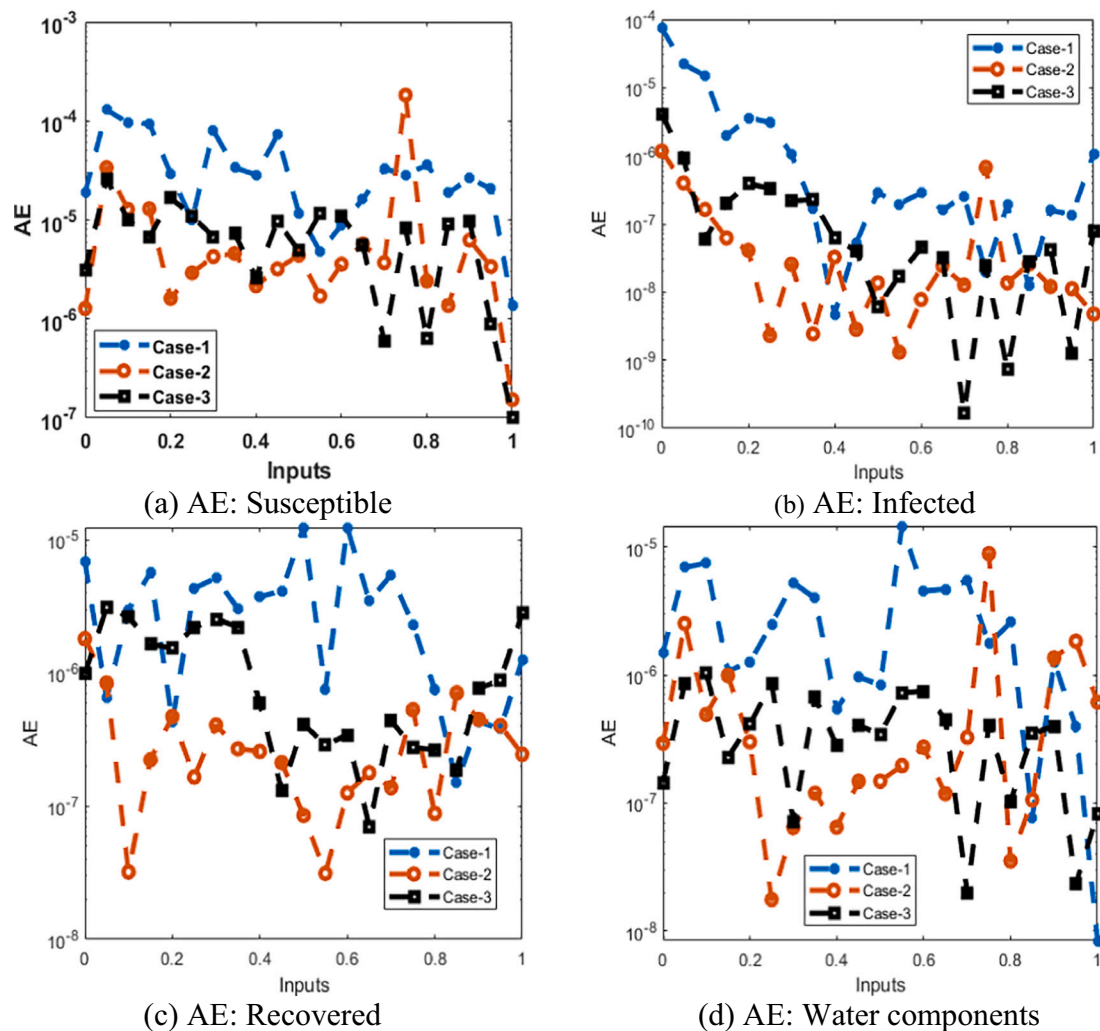 10⁻³
10⁻⁴
10⁻⁵
10⁻⁶
10⁻⁷
AE
Case-1
Case-2
Case-3
0 0.2 0.4 0.6 0.8 1
Inputs
(a) AE: Susceptible
10⁻⁴
10⁻⁵
10⁻⁶
10⁻⁷
10⁻⁸
10⁻⁹
10⁻¹⁰
AE
Case-1
Case-2
Case-3
0 0.2 0.4 0.6 0.8 1
Inputs
(b) AE: Infected
10⁻⁵
10⁻⁶
10⁻⁷
10⁻⁸
AE
Case-1
Case-2
Case-3
0 0.2 0.4 0.6 0.8 1
Inputs
(c) AE: Recovered
10⁻⁵
10⁻⁶
10⁻⁷
10⁻⁸
AE
Case-1
Case-2
Case-3
0 0.2 0.4 0.6 0.8 1
Inputs
(d) AE: Water components